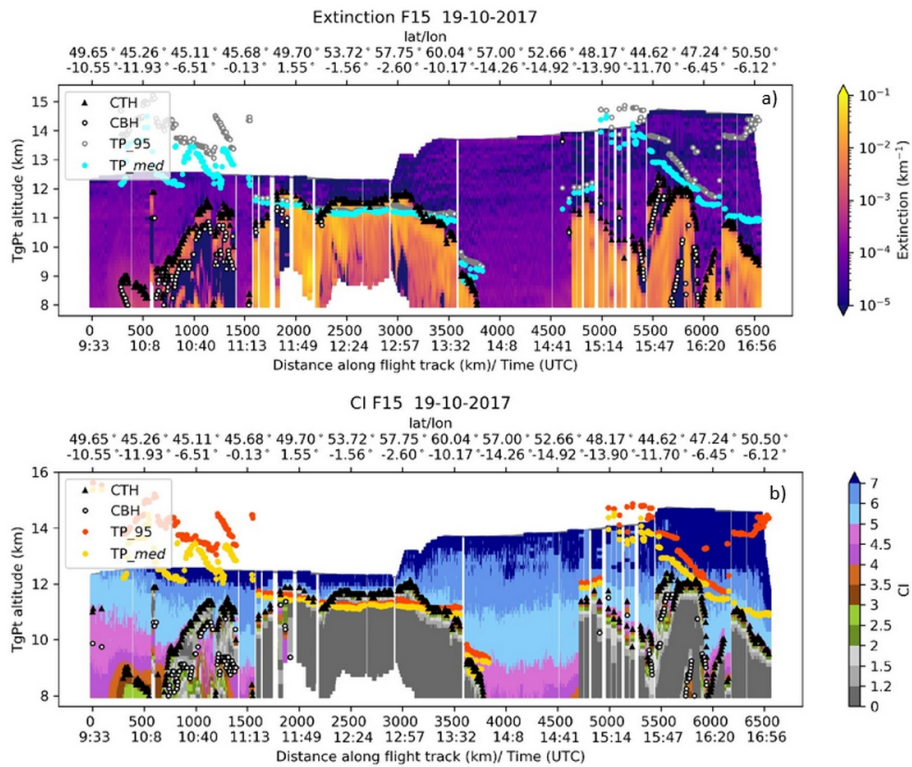 Extinction F15 19-10-2017
lat/lon
49.65 45.26 45.11 45.68 49.70 53.72 57.75 60.04 57.00 52.66 48.17 44.62 47.24 50.50 °
-10.55 -11.93 -6.51 -0.13 1.55 -1.56 -2.60 -10.17 -14.26 -14.92 -13.90 -11.70 -6.45 -6.12
a)
CTH
CBH
TP_95
TP_med
15
14
13
12
11
10
9
8
TgPt altitude (km)
0 500 1000 1500 2000 2500 3000 3500 4000 4500 5000 5500 6000 6500
9:33 10:8 10:40 11:13 11:49 12:24 12:57 13:32 14:8 14:41 15:14 15:47 16:20 16:56
Distance along flight track (km)/ Time (UTC)
10⁻¹
10⁻²
10⁻³
10⁻⁴
10⁻⁵
Extinction (km⁻¹)
CI F15 19-10-2017
lat/lon
49.65 45.26 45.11 45.68 49.70 53.72 57.75 60.04 57.00 52.66 48.17 44.62 47.24 50.50 °
-10.55 -11.93 -6.51 -0.13 1.55 -1.56 -2.60 -10.17 -14.26 -14.92 -13.90 -11.70 -6.45 -6.12
b)
CTH
CBH
TP_95
TP_med
16
14
12
10
8
TgPt altitude (km)
0 500 1000 1500 2000 2500 3000 3500 4000 4500 5000 5500 6000 6500
9:33 10:8 10:40 11:13 11:49 12:24 12:57 13:32 14:8 14:41 15:14 15:47 16:20 16:56
Distance along flight track (km)/ Time (UTC)
7
6
5
4.5
4
3.5
3
2.5
2
1.5
1.2
0
CI